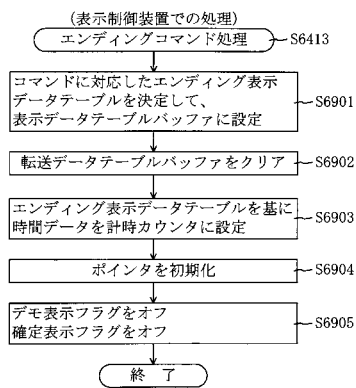 (表示制御装置での処理)
エンディングコマンド処理
S6413
コマンドに対応したエンディング表示
データテーブルを決定して、
表示データテーブルバッファに設定
S6901
転送データテーブルバッファをクリア
S6902
エンディング表示データテーブルを基に
時間データを計時カウンタに設定
S6903
ポインタを初期化
S6904
デモ表示フラグをオフ
確定表示フラグをオフ
S6905
終 了